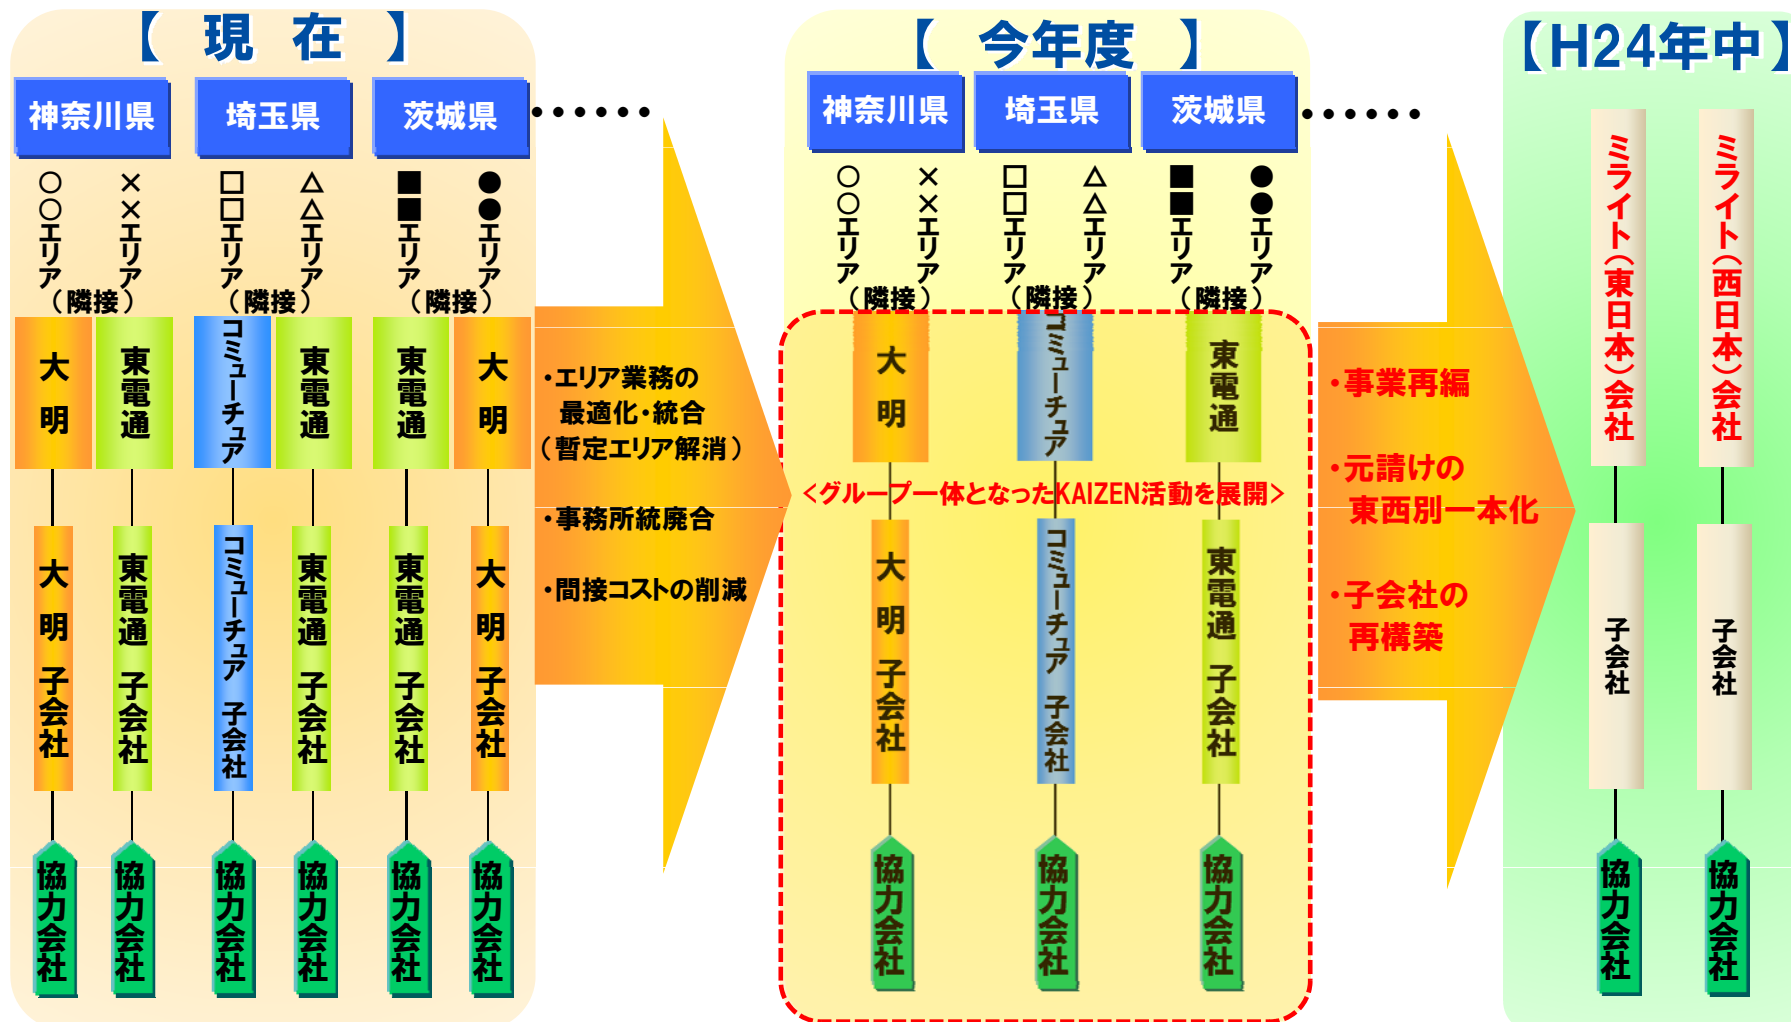 【 現 在 】
神奈川県
埼玉県
茨城県
・・・・・・
○○エリア
××エリア
(隣接)
□□エリア
△△エリア
(隣接)
■■エリア
●●エリア
(隣接)
大明
東電通
コミューチュア
東電通
東電通
大明
大明 子会社
東電通 子会社
コミューチュア 子会社
東電通 子会社
東電通 子会社
大明 子会社
協力会社
協力会社
協力会社
協力会社
協力会社
協力会社
・エリア業務の
最適化・統合
(暫定エリア解消)
・事務所統廃合
・間接コストの削減
【 今年度 】
神奈川県
埼玉県
茨城県
・・・・・・
○○エリア
××エリア
(隣接)
□□エリア
△△エリア
(隣接)
■■エリア
●●エリア
(隣接)
大明
コミューチュア
東電通
<グループ一体となったKAIZEN活動を展開>
大明 子会社
コミューチュア 子会社
東電通 子会社
協力会社
協力会社
協力会社
・事業再編
・元請けの
東西別一本化
・子会社の
再構築
【H24年中】
ミライト(東日本)会社
ミライト(西日本)会社
子会社
子会社
協力会社
協力会社